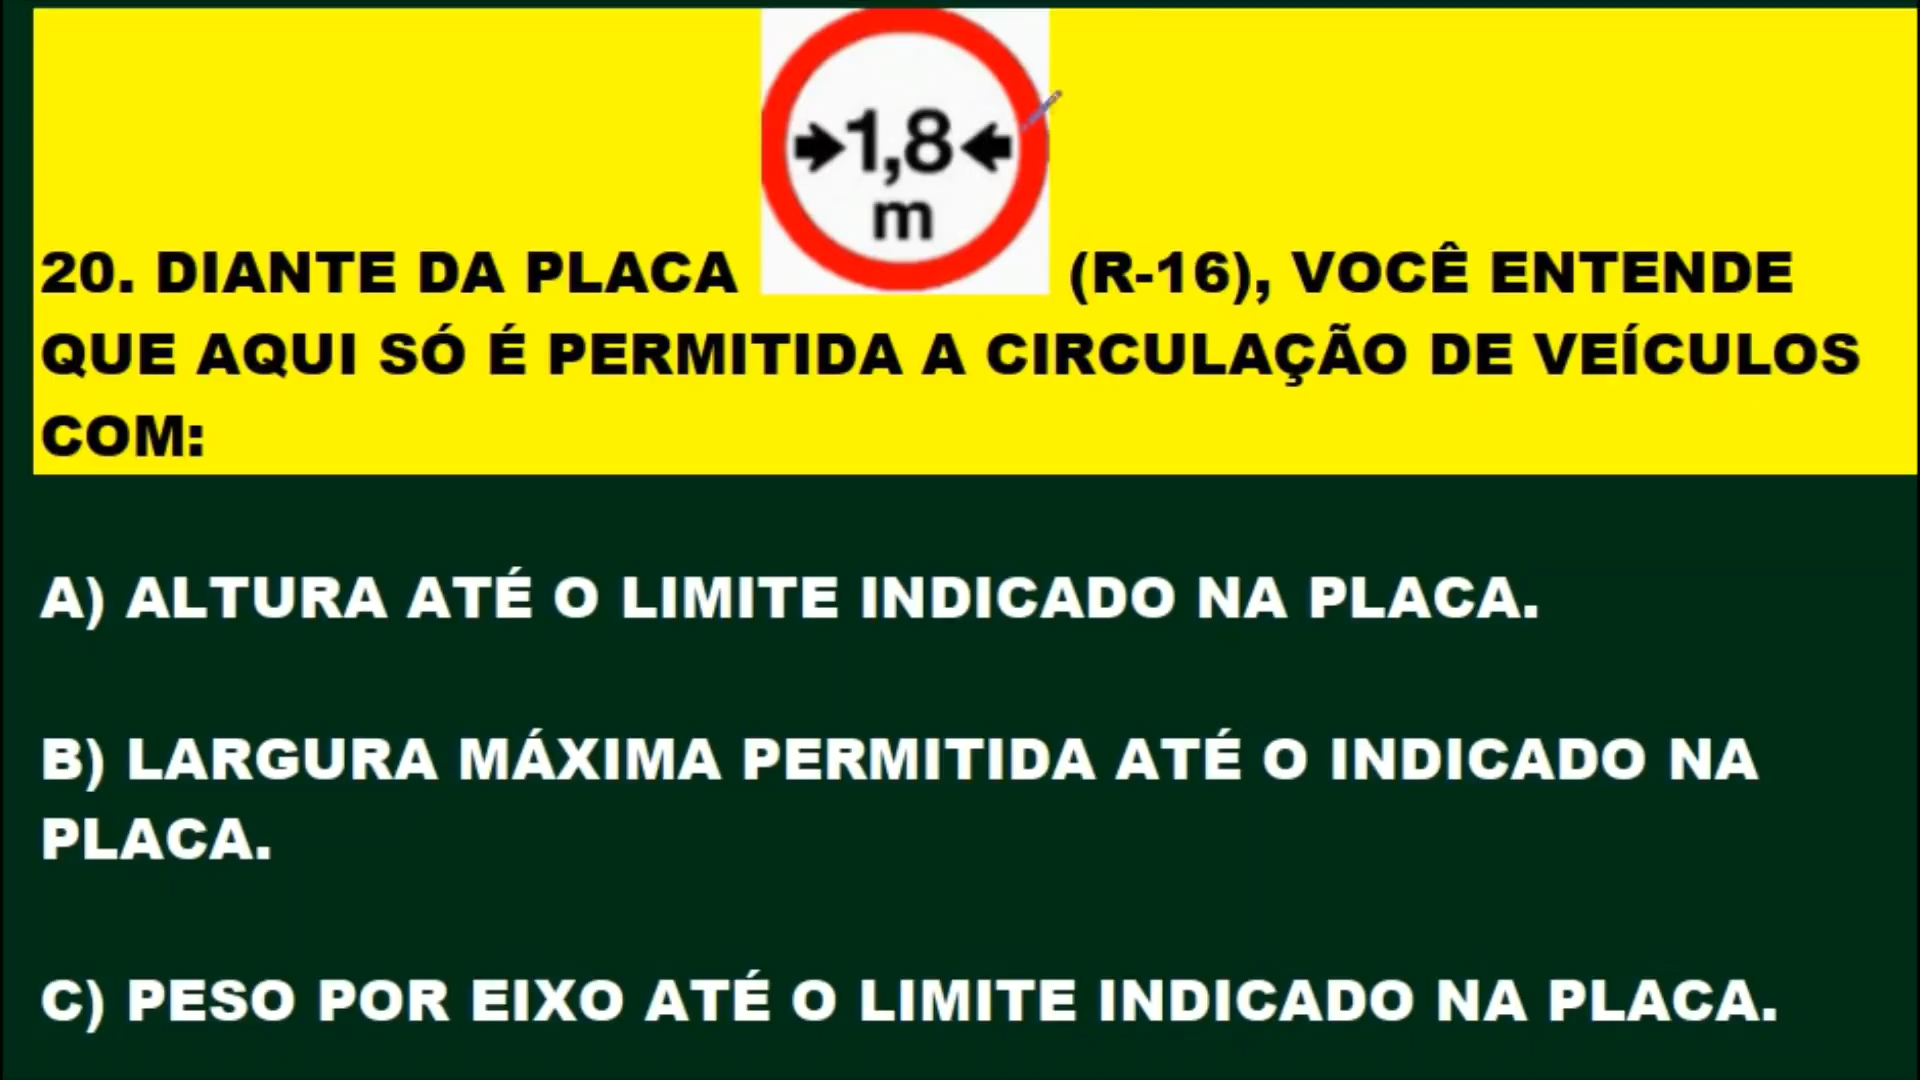 1,8
m
20. DIANTE DA PLACA (R-16), VOCÊ ENTENDE
QUE AQUI SÓ É PERMITIDA A CIRCULAÇÃO DE VEÍCULOS
COM:
A) ALTURA ATÉ O LIMITE INDICADO NA PLACA.
B) LARGURA MÁXIMA PERMITIDA ATÉ O INDICADO NA
PLACA.
C) PESO POR EIXO ATÉ O LIMITE INDICADO NA PLACA.